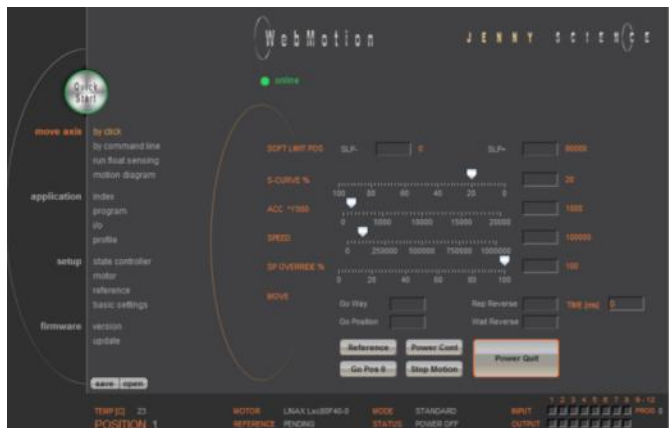 WebMotion
JENNY SCIENCE
online
Quick Start
move axis by click
by command line
run float sensing
motion diagram
application index
program
i/o
profile
setup state controller
motor
reference
basic settings
firmware version
update
save open
SOFT LIMIT POS SLP- 0 SLP+ 80000
S-CURVE % 20
100 80 60 40 20 0
ACC *1'000 1000
0 5000 10000 15000 20000
SPEED 100000
0 250000 500000 750000 1000000
SP OVERRIDE % 100
0 20 40 60 80 100
MOVE
Go Way Rep Reverse TIME [ms] 0
Go Position Wait Reverse
Reference Power Cont Power Quit
Go Pos 0 Stop Motion
1 2 3 4 5 6 7 8 9-12
TEMP [C] 23 MOTOR LINAX Lxc80F40-0 MODE STANDARD INPUT PROG 0
POSITION 1 REFERENCE PENDING STATUS POWER OFF OUTPUT